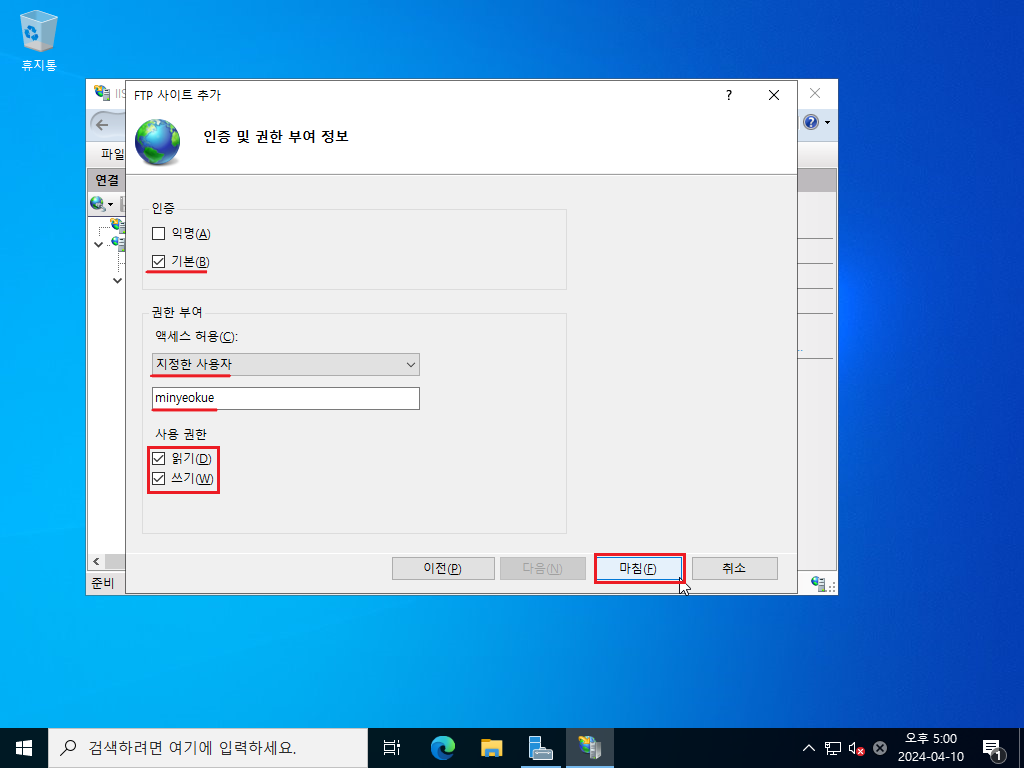 휴지통
IIS
FTP 사이트 추가
?
인증 및 권한 부여 정보
파일
연결
인증
익명(A)
기본(B)
권한 부여
액세스 허용(C):
지정한 사용자
minyeokue
사용 권한
읽기(D)
쓰기(W)
이전(P)
다음(N)
마침(F)
취소
준비
검색하려면 여기에 입력하세요.
오후 5:00
2024-04-10
1